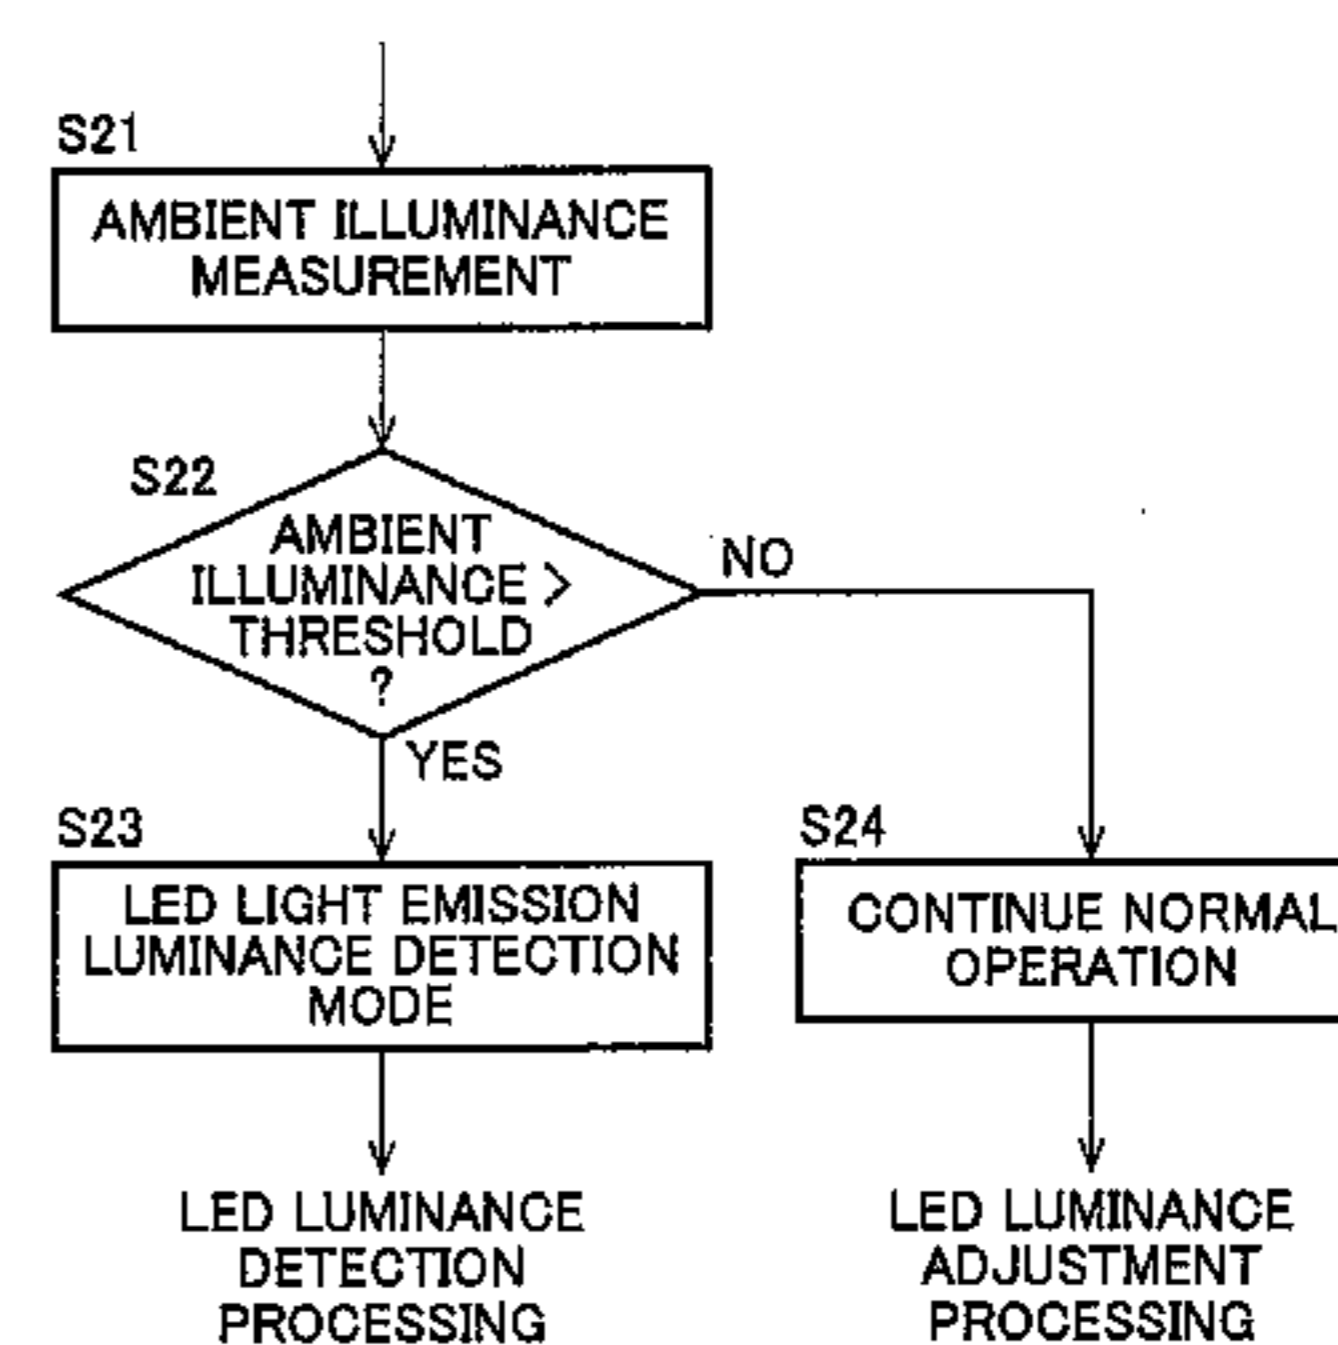 S21
AMBIENT ILLUMINANCE
MEASUREMENT
S22
AMBIENT
ILLUMINANCE >
THRESHOLD
?
NO
YES
S23
LED LIGHT EMISSION
LUMINANCE DETECTION
MODE
S24
CONTINUE NORMAL
OPERATION
LED LUMINANCE
DETECTION
PROCESSING
LED LUMINANCE
ADJUSTMENT
PROCESSING